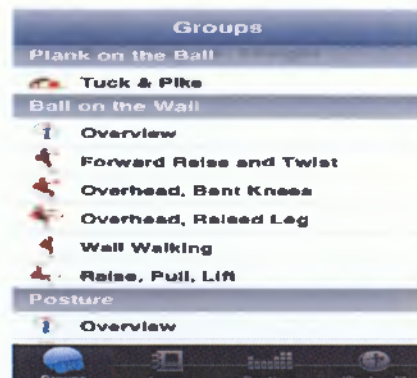 Groups
Plank on the Ball
Tuck & Pike
Ball on the Wall
Overview
Forward Raise and Twist
Overhead, Bent Knees
Overhead, Raised Leg
Wall Walking
Raise, Pull, Lift
Posture
Overview